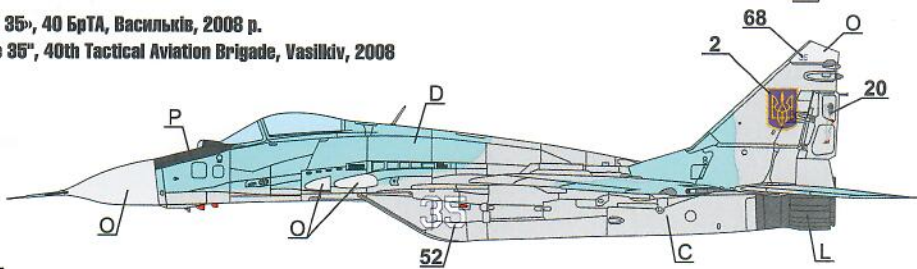 35», 40 БрТА, Васильків, 2008 р.
35", 40th Tactical Aviation Brigade, Vasilkiv, 2008
68 O
2
D
20
P
35
O O
52 C L